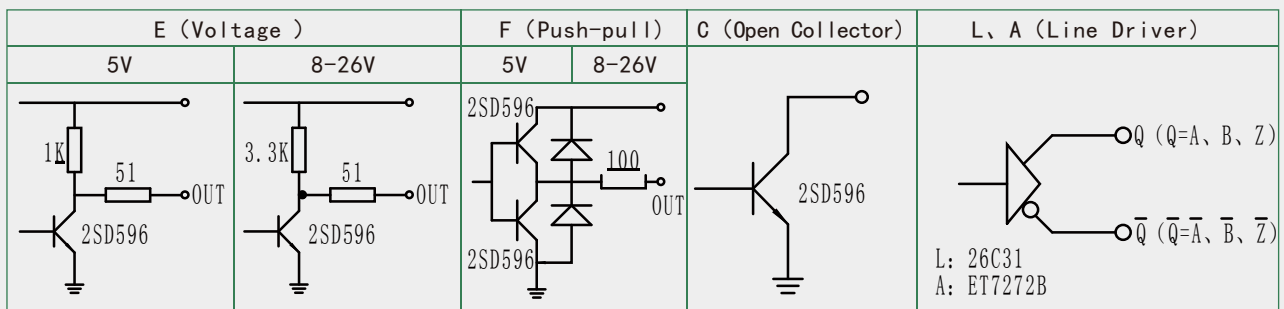 E (Voltage )
F (Push-pull)
C (Open Collector)
L、A (Line Driver)
5V
8-26V
5V
8-26V
1K
51
OUT
2SD596
3.3K
51
OUT
2SD596
2SD596
100
OUT
2SD596
2SD596
Q (Q=A、B、Z)
Q̅ (Q̅=A̅、B̅、Z̅)
L: 26C31
A: ET7272B